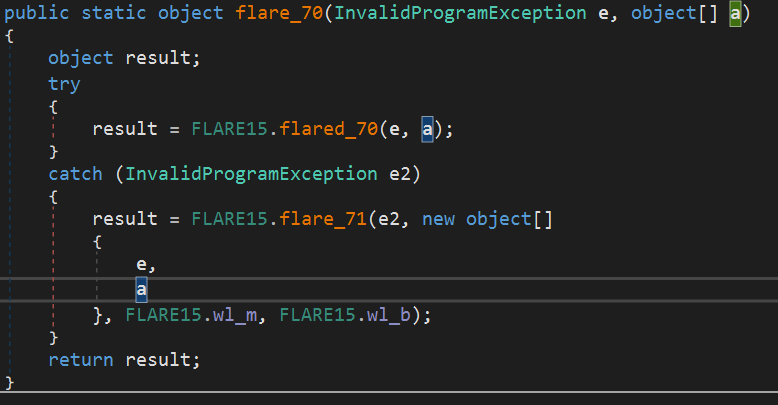 public static object flare_70(InvalidProgramException e, object[] a)
{
object result;
try
{
result = FLARE15.flared_70(e, a);
}
catch (InvalidProgramException e2)
{
result = FLARE15.flare_71(e2, new object[]
{
e,
a
}, FLARE15.wl_m, FLARE15.wl_b);
}
return result;
}